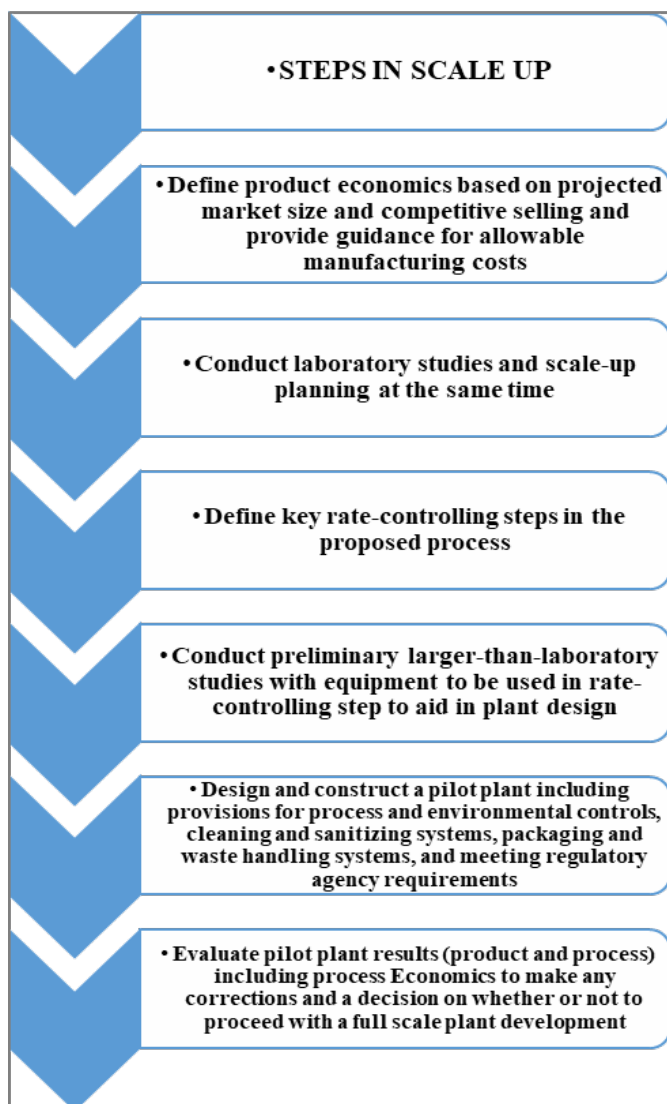 • STEPS IN SCALE UP
• Define product economics based on projected
market size and competitive selling and
provide guidance for allowable
manufacturing costs
• Conduct laboratory studies and scale-up
planning at the same time
• Define key rate-controlling steps in the
proposed process
• Conduct preliminary larger-than-laboratory
studies with equipment to be used in rate-
controlling step to aid in plant design
• Design and construct a pilot plant including
provisions for process and environmental controls,
cleaning and sanitizing systems, packaging and
waste handling systems, and meeting regulatory
agency requirements
• Evaluate pilot plant results (product and process)
including process Economics to make any
corrections and a decision on whether or not to
proceed with a full scale plant development